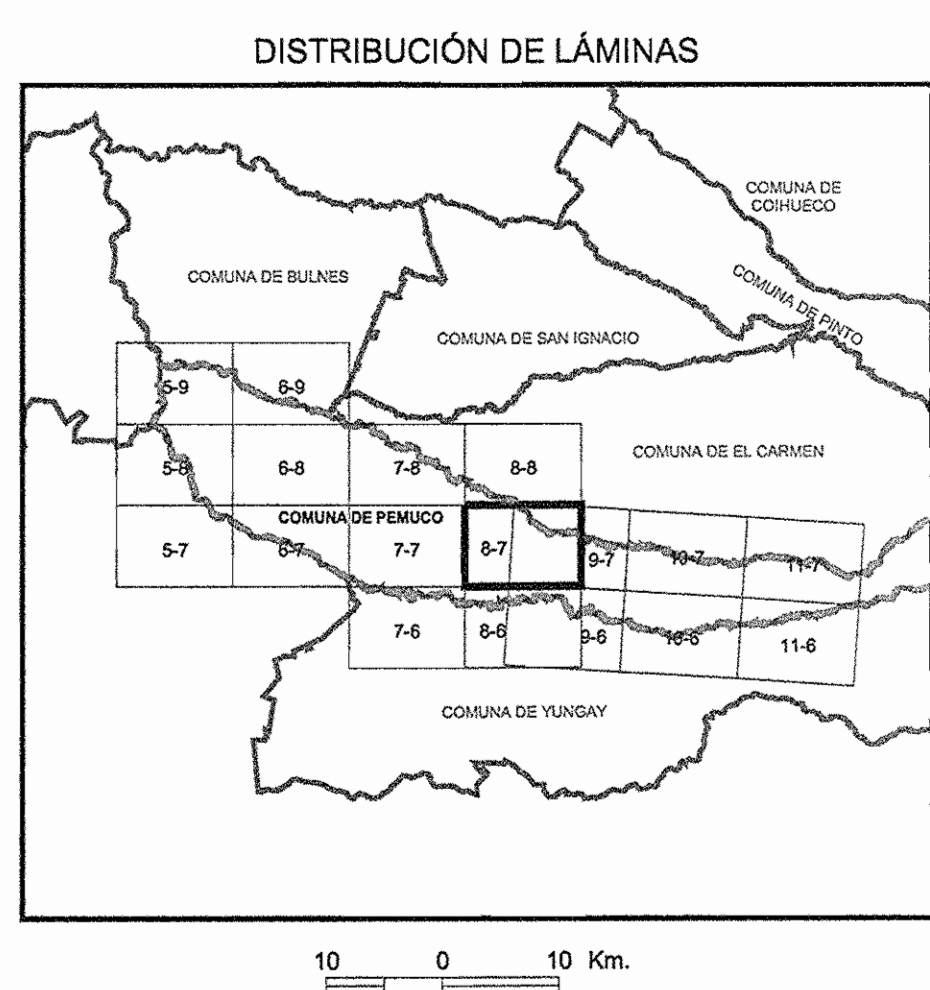 DISTRIBUCIÓN DE LÁMINAS
COMUNA DE
COIHUECO
COMUNA DE BULNES
COMUNA DE PINTO
COMUNA DE SAN IGNACIO
5-9
6-9
COMUNA DE EL CARMEN
5-8
6-8
7-8
8-8
COMUNA DE PEMUCO
5-7
6-7
7-7
8-7
9-7
10-7
11-7
7-6
8-6
9-6
10-6
11-6
COMUNA DE YUNGAY
10 0 10 Km.